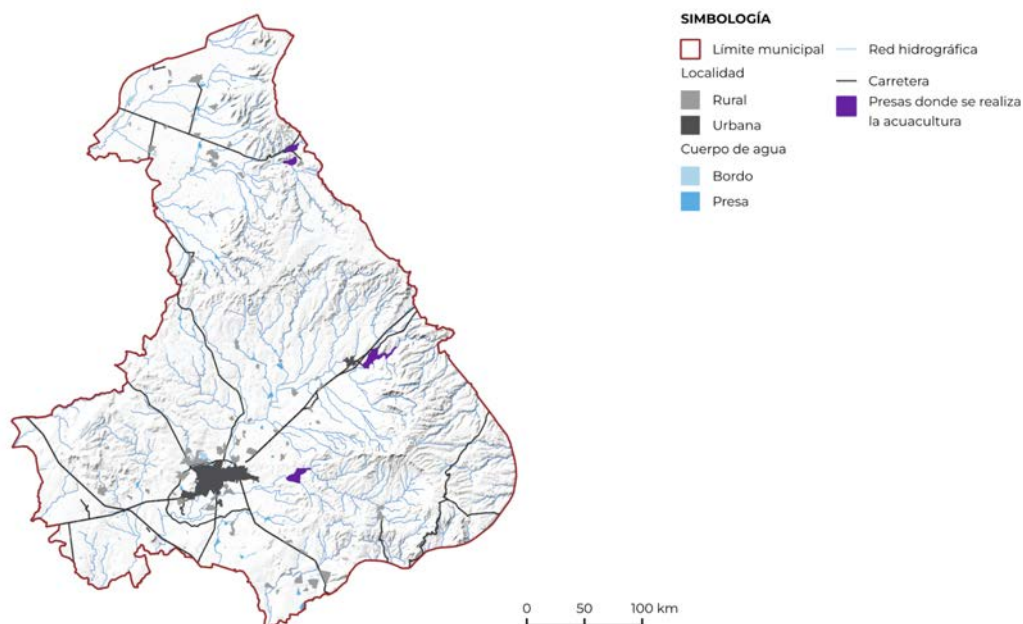 SIMBOLOGÍA
Límite municipal
Localidad
Rural
Urbana
Cuerpo de agua
Bordo
Presa
Red hidrográfica
Carretera
Presas donde se realiza
la acuacultura
0 50 100 km